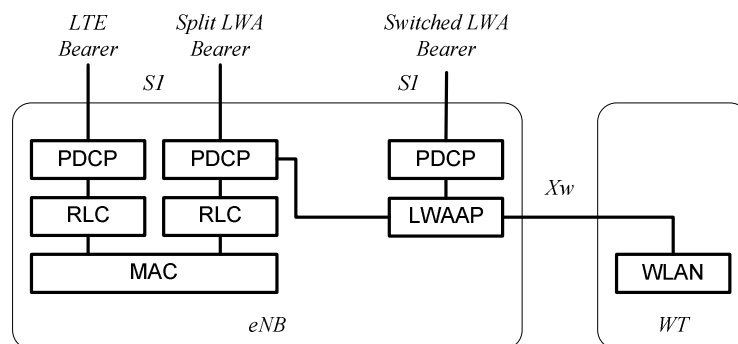 LTE
Bearer
Split LWA
Bearer
Switched LWA
Bearer
S1
S1
PDCP
PDCP
PDCP
Xw
RLC
RLC
LWAAP
MAC
WLAN
eNB
WT